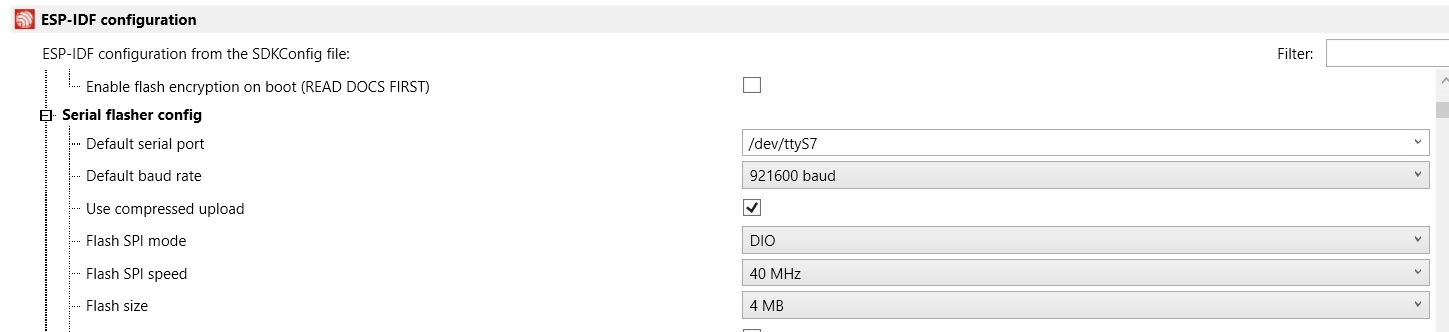 ESP-IDF configuration
ESP-IDF configuration from the SDKConfig file:
Filter:
Enable flash encryption on boot (READ DOCS FIRST)
Serial flasher config
Default serial port
/dev/ttyS7
Default baud rate
921600 baud
Use compressed upload
Flash SPI mode
DIO
Flash SPI speed
40 MHz
Flash size
4 MB